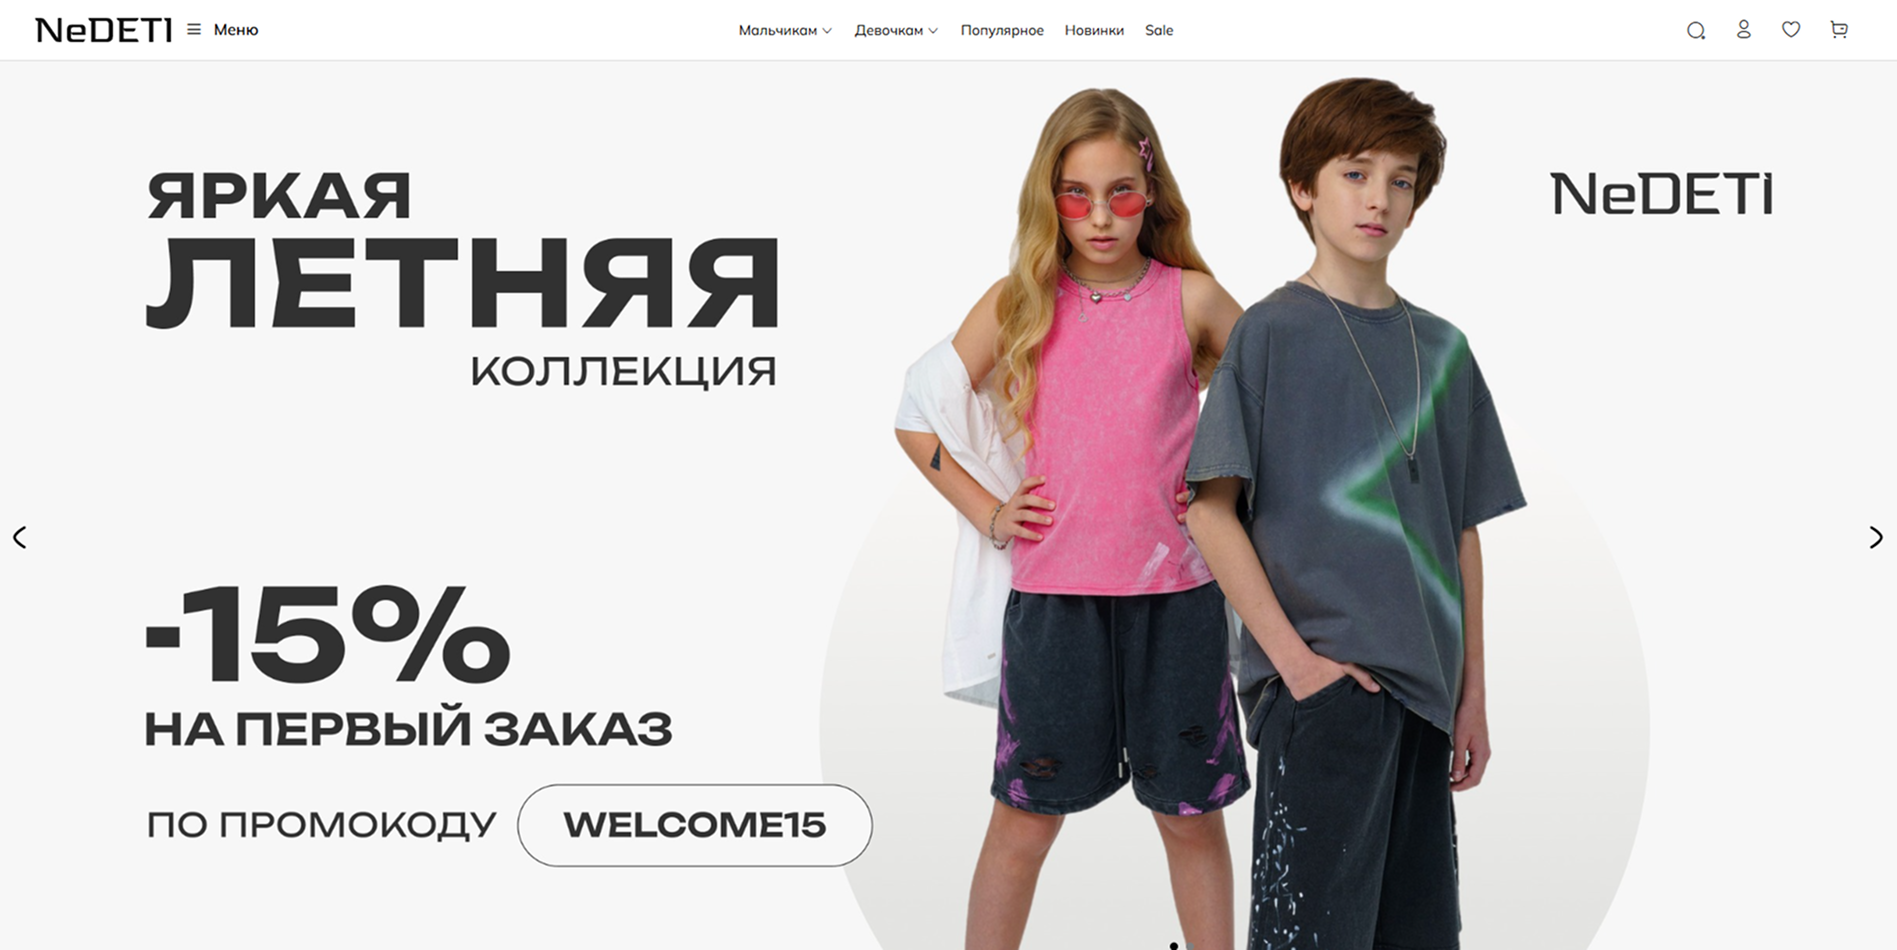 NeDETI
Меню
Мальчикам
Девочкам
Популярное
Новинки
Sale
ЯРКАЯ
ЛЕТНЯЯ
КОЛЛЕКЦИЯ
NeDETI
-15%
НА ПЕРВЫЙ ЗАКАЗ
ПО ПРОМОКОДУ WELCOME15